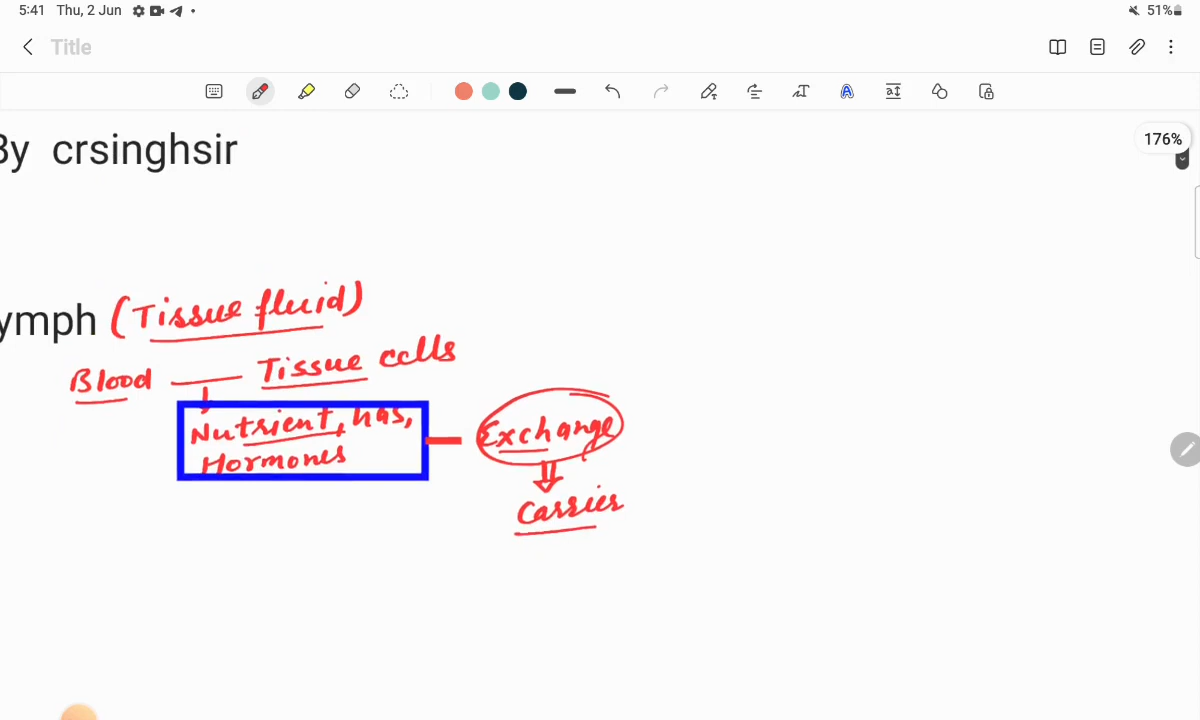 5:41 Thu, 2 Jun
51%
Title
176%
By crsinghsir
ymph (Tissue fluid)
Blood — Tissue cells
Nutrient, has, — Exchange
Hormones
Carrier